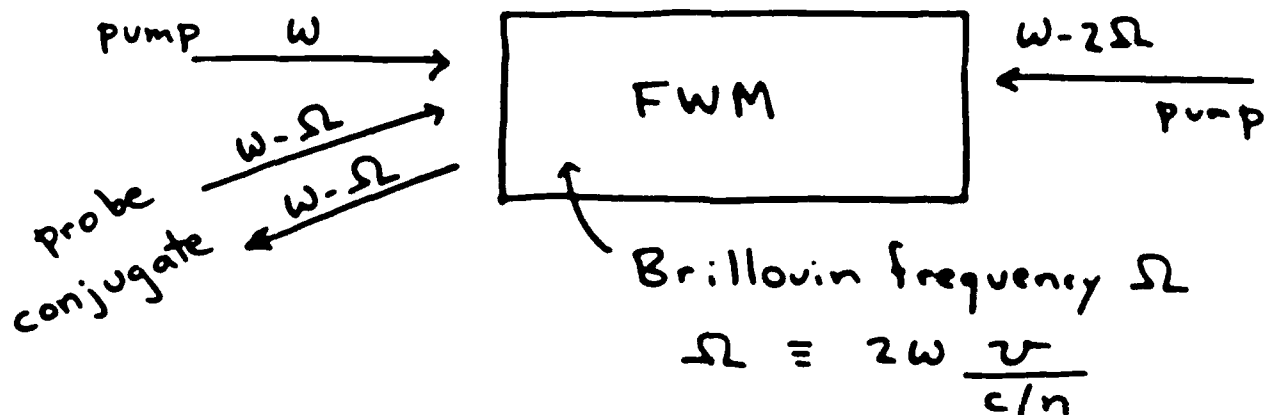 pump ω
ω-2Ω
FWM
pump
ω-Ω
ω-Ω
probe
conjugate
Brillouin frequency Ω
Ω ≡ 2ω v
c/n